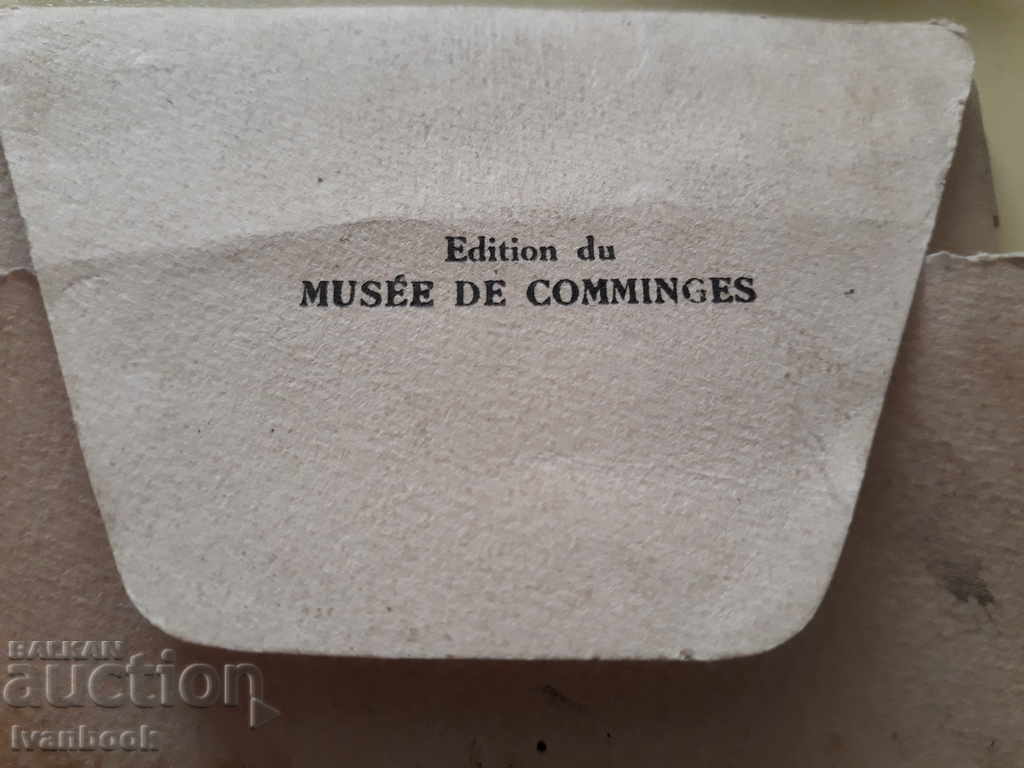 Edition du
MUSÉE DE COMMINGES
BALKAN
auction
ivanbook